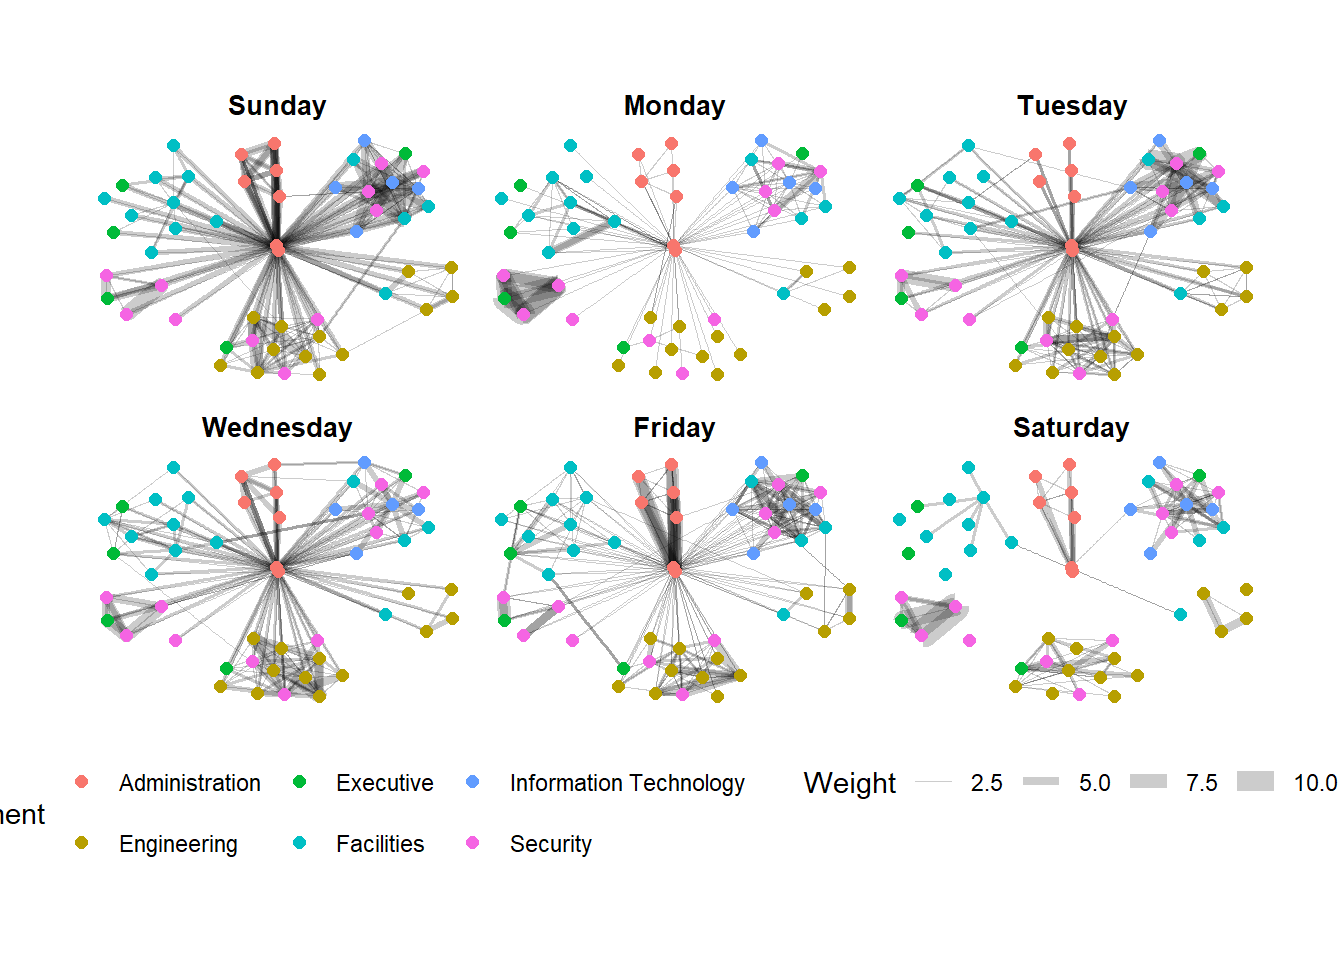 Sunday Monday Tuesday
Wednesday Friday Saturday
Administration Executive Information Technology Weight 2.5 5.0 7.5 10.0
nent
Engineering Facilities Security